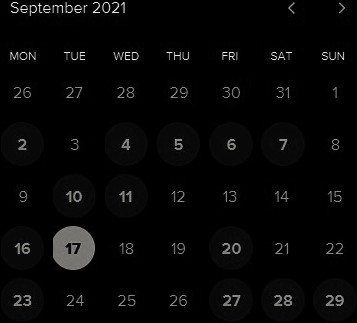 September 2021
MON TUE WED THU FRI SAT SUN
26 27 28 29 30 31 1
2 3 4 5 6 7 8
9 10 11 12 13 14 15
16 17 18 19 20 21 22
23 24 25 26 27 28 29